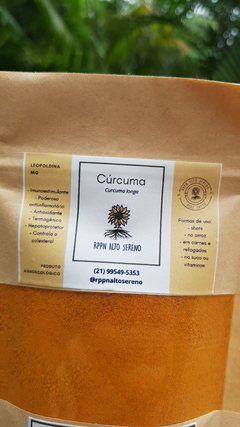 LEOPOLDINA
MG
Imunoestimulante
- Poderoso
antiinflamatório
- Antioxidante
- Termogênico
- Hepatoprotetor
- Controla o
colesterol
PRODUTO
AGROECOLÓGICO
Cúrcuma
Curcuma longa
RPPN ALTO SERENO
(21) 99549-5353
@rppnaltosereno
Formas de uso:
- shots
- no arroz
- em carnes e
refogados
- no suco ou
vitaminas